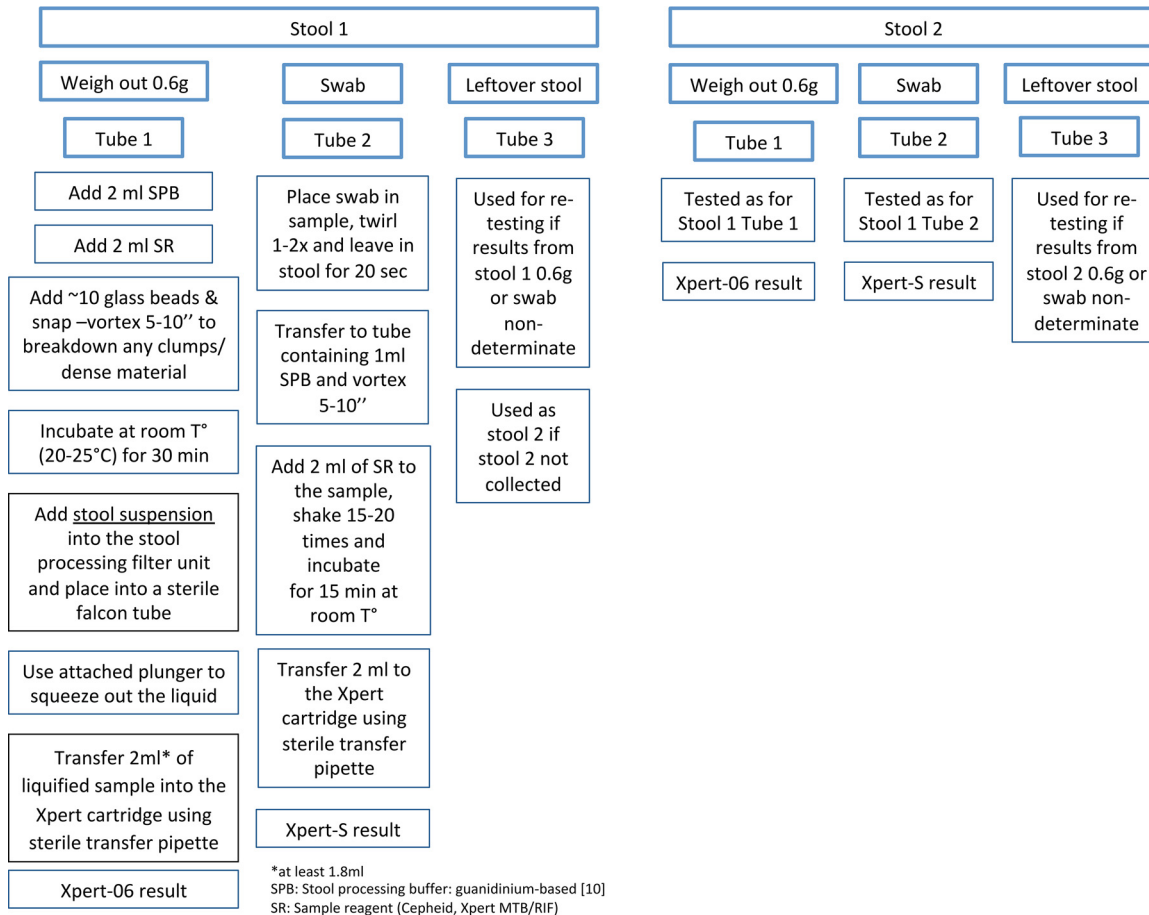 Stool 1
Weigh out 0.6g
Tube 1
Add 2 ml SPB
Add 2 ml SR
Add ~10 glass beads &
snap –vortex 5-10’’ to
breakdown any clumps/
dense material
Incubate at room T°
(20-25°C) for 30 min
Add stool suspension
into the stool
processing filter unit
and place into a sterile
falcon tube
Use attached plunger to
squeeze out the liquid
Transfer 2ml* of
liquified sample into the
Xpert cartridge using
sterile transfer pipette
Xpert-06 result
Swab
Tube 2
Place swab in
sample, twirl
1-2x and leave in
stool for 20 sec
Transfer to tube
containing 1ml
SPB and vortex
5-10’’
Add 2 ml of SR to
the sample,
shake 15-20
times and
incubate
for 15 min at
room T°
Transfer 2 ml to
the Xpert
cartridge using
sterile transfer
pipette
Xpert-S result
Leftover stool
Tube 3
Used for re-
testing if
results from
stool 1 0.6g
or swab
non-
determinate
Used as
stool 2 if
stool 2 not
collected
Stool 2
Weigh out 0.6g
Tube 1
Tested as for
Stool 1 Tube 1
Xpert-06 result
Swab
Tube 2
Tested as for
Stool 1 Tube 2
Xpert-S result
Leftover stool
Tube 3
Used for re-
testing if
results from
stool 2 0.6g or
swab non-
determinate
*at least 1.8ml
SPB: Stool processing buffer: guanidinium-based [10]
SR: Sample reagent (Cepheid, Xpert MTB/RIF)